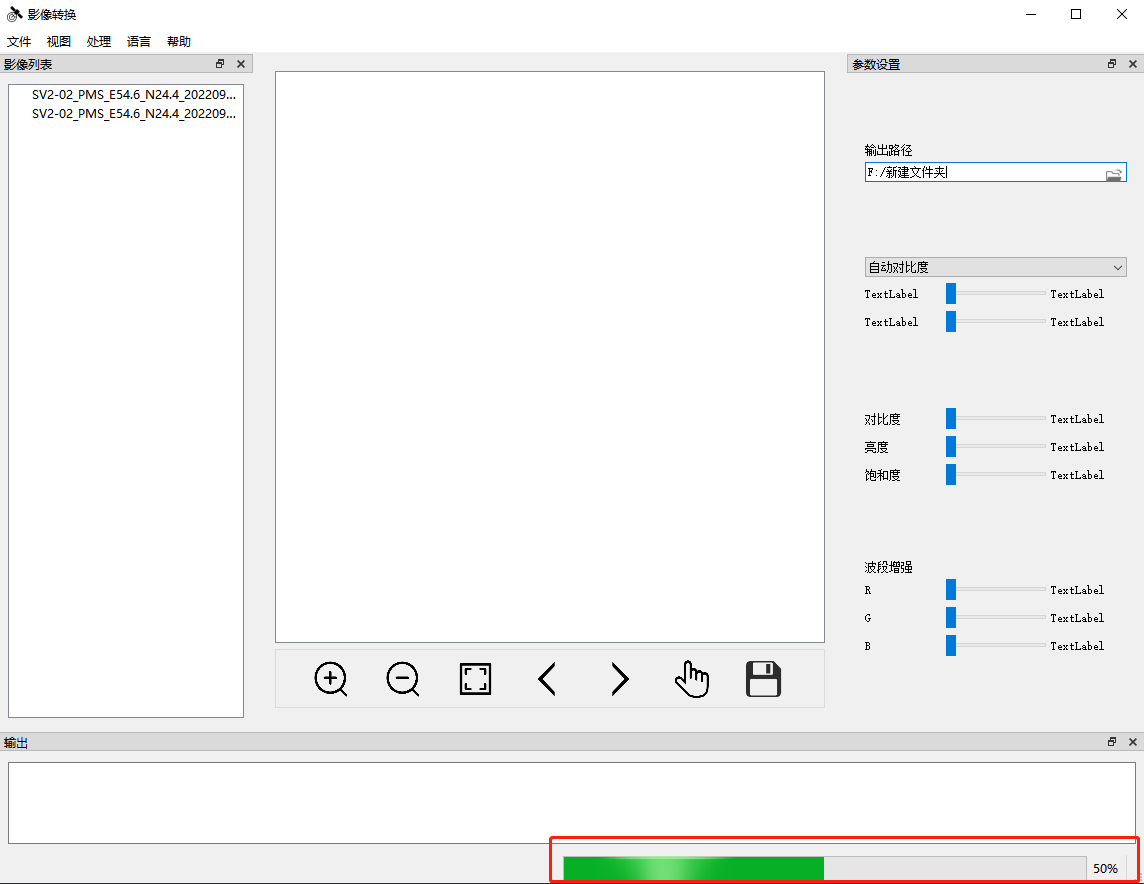 影像转换
文件 视图 处理 语言 帮助
影像列表
SV2-02_PMS_E54.6_N24.4_202209...
SV2-02_PMS_E54.6_N24.4_202209...
参数设置
输出路径
F:/新建文件夹
自动对比度
TextLabel TextLabel
TextLabel TextLabel
对比度 TextLabel
亮度 TextLabel
饱和度 TextLabel
波段增强
R TextLabel
G TextLabel
B TextLabel
输出
50%